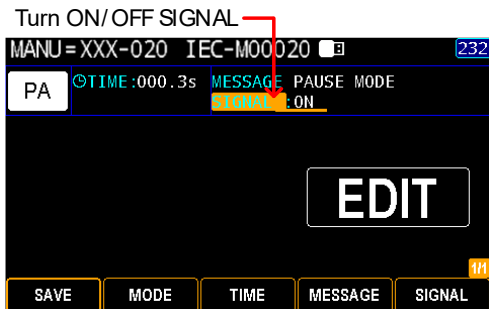 Turn ON/OFF SIGNAL
MANU=XXX-020 IEC-M00020 232
PA TIME:000.3s MESSAGE PAUSE MODE
SIGNAL :ON
EDIT
1/1
SAVE MODE TIME MESSAGE SIGNAL